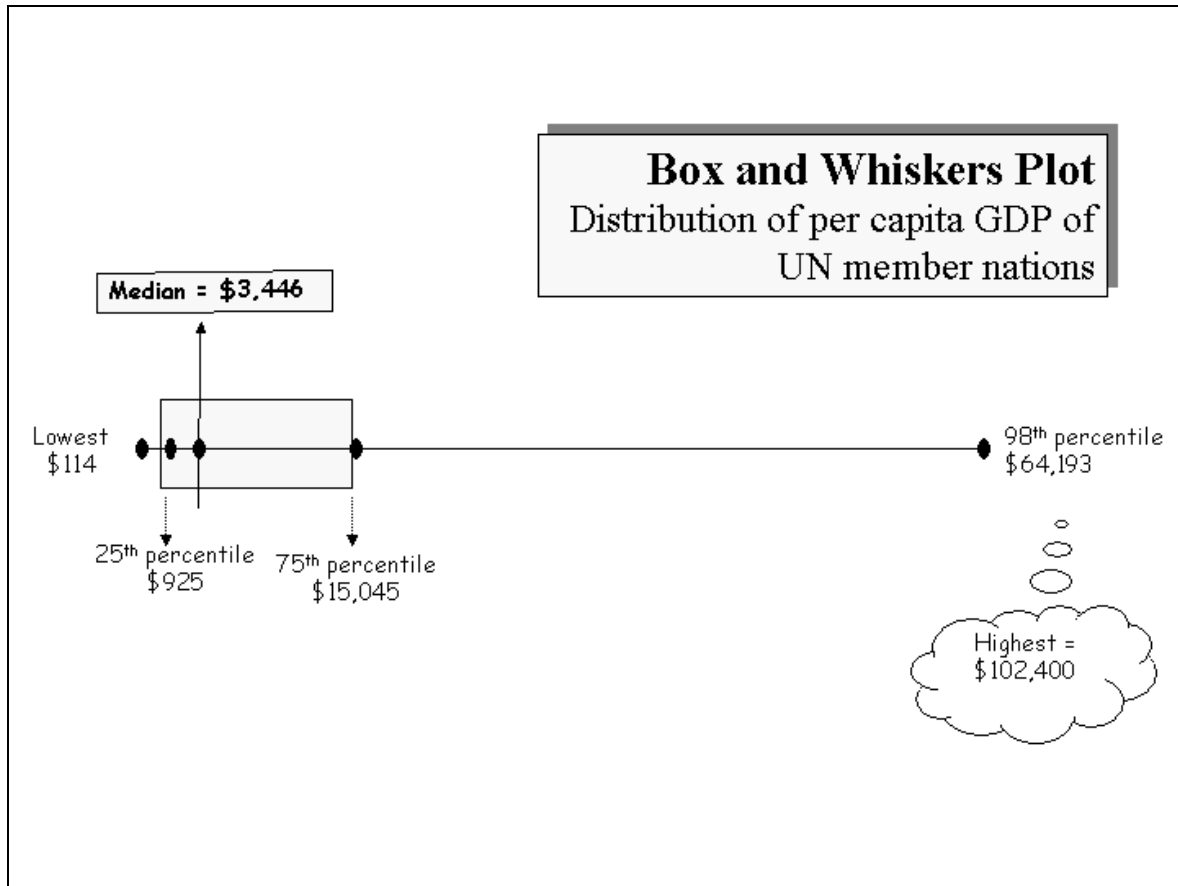 Box and Whiskers Plot
Distribution of per capita GDP of
UN member nations
Median = $3,446
Lowest
$114
98th percentile
$64,193
25th percentile
$925
75th percentile
$15,045
Highest =
$102,400